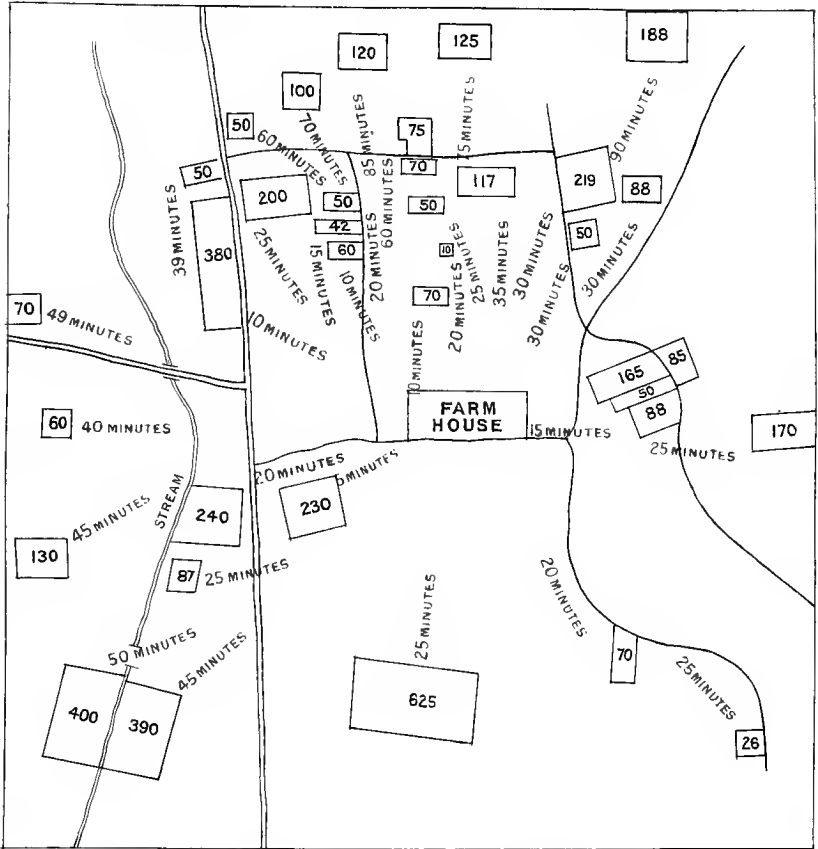 120
125
188
100
50
75
60 MINUTES
70 MINUTES
85 MINUTES
75 MINUTES
90 MINUTES
50
70
200
117
219
88
50
50
42
60
50
10
380
39 MINUTES
25 MINUTES
15 MINUTES
10 MINUTES
20 MINUTES
60 MINUTES
20 MINUTES
25 MINUTES
35 MINUTES
30 MINUTES
30 MINUTES
30 MINUTES
70
70
49 MINUTES
10 MINUTES
10 MINUTES
165
85
50
88
60
40 MINUTES
FARM
HOUSE
15 MINUTES
25 MINUTES
170
20 MINUTES
5 MINUTES
45 MINUTES
STREAM
240
230
130
87
25 MINUTES
25 MINUTES
20 MINUTES
50 MINUTES
45 MINUTES
70
25 MINUTES
400
390
625
26